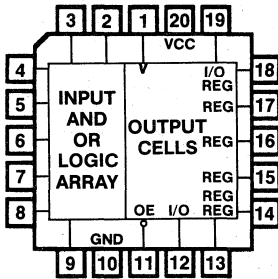 3 2 1 20 19
VCC
4 I/O 18
REG
5 INPUT REG 17
AND OUTPUT
6 OR CELLS REG 16
LOGIC
7 ARRAY REG 15
REG
8 OE I/O REG 14
GND
9 10 11 12 13